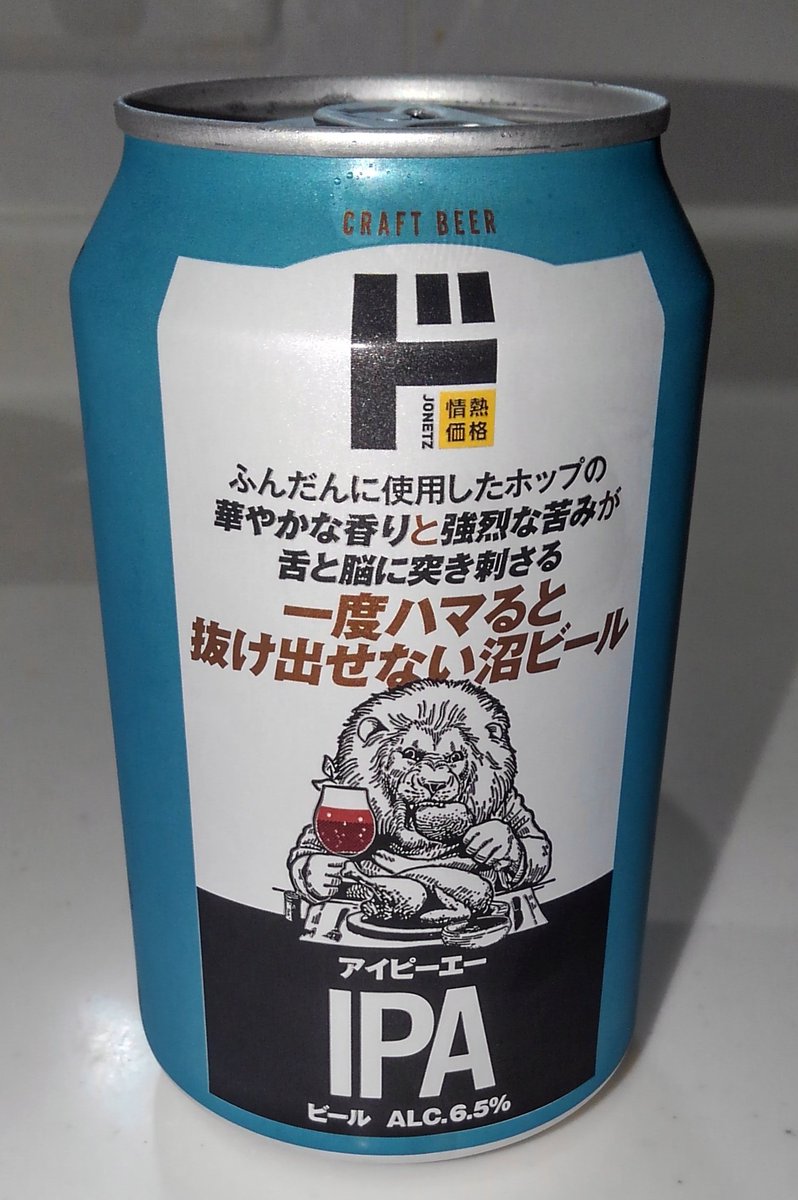 CRAFT BEER
ド
JONETZ
情熱
価格
ふんだんに使用したホップの
華やかな香りと強烈な苦みが
舌と脳に突き刺さる
一度ハマると
抜け出せない沼ビール
アイピーエー
IPA
ビール ALC.6.5%